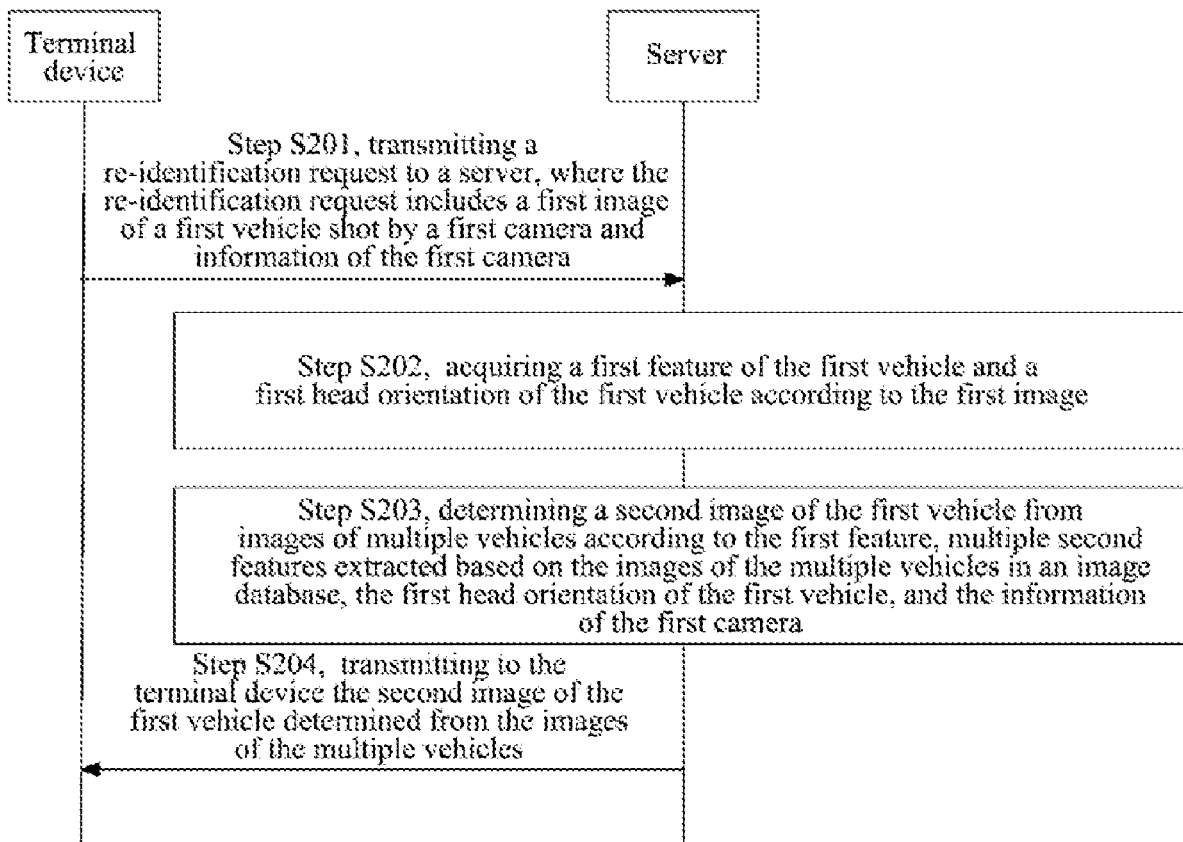 Terminal
device
Server
Step S201, transmitting a
re-identification request to a server, where the
re-identification request includes a first image
of a first vehicle shot by a first camera and
information of the first camera
Step S202, acquiring a first feature of the first vehicle and a
first head orientation of the first vehicle according to the first image
Step S203, determining a second image of the first vehicle from
images of multiple vehicles according to the first feature, multiple second
features extracted based on the images of the multiple vehicles in an image
database, the first head orientation of the first vehicle, and the information
of the first camera
Step S204, transmitting to the
terminal device the second image of the
first vehicle determined from the images
of the multiple vehicles